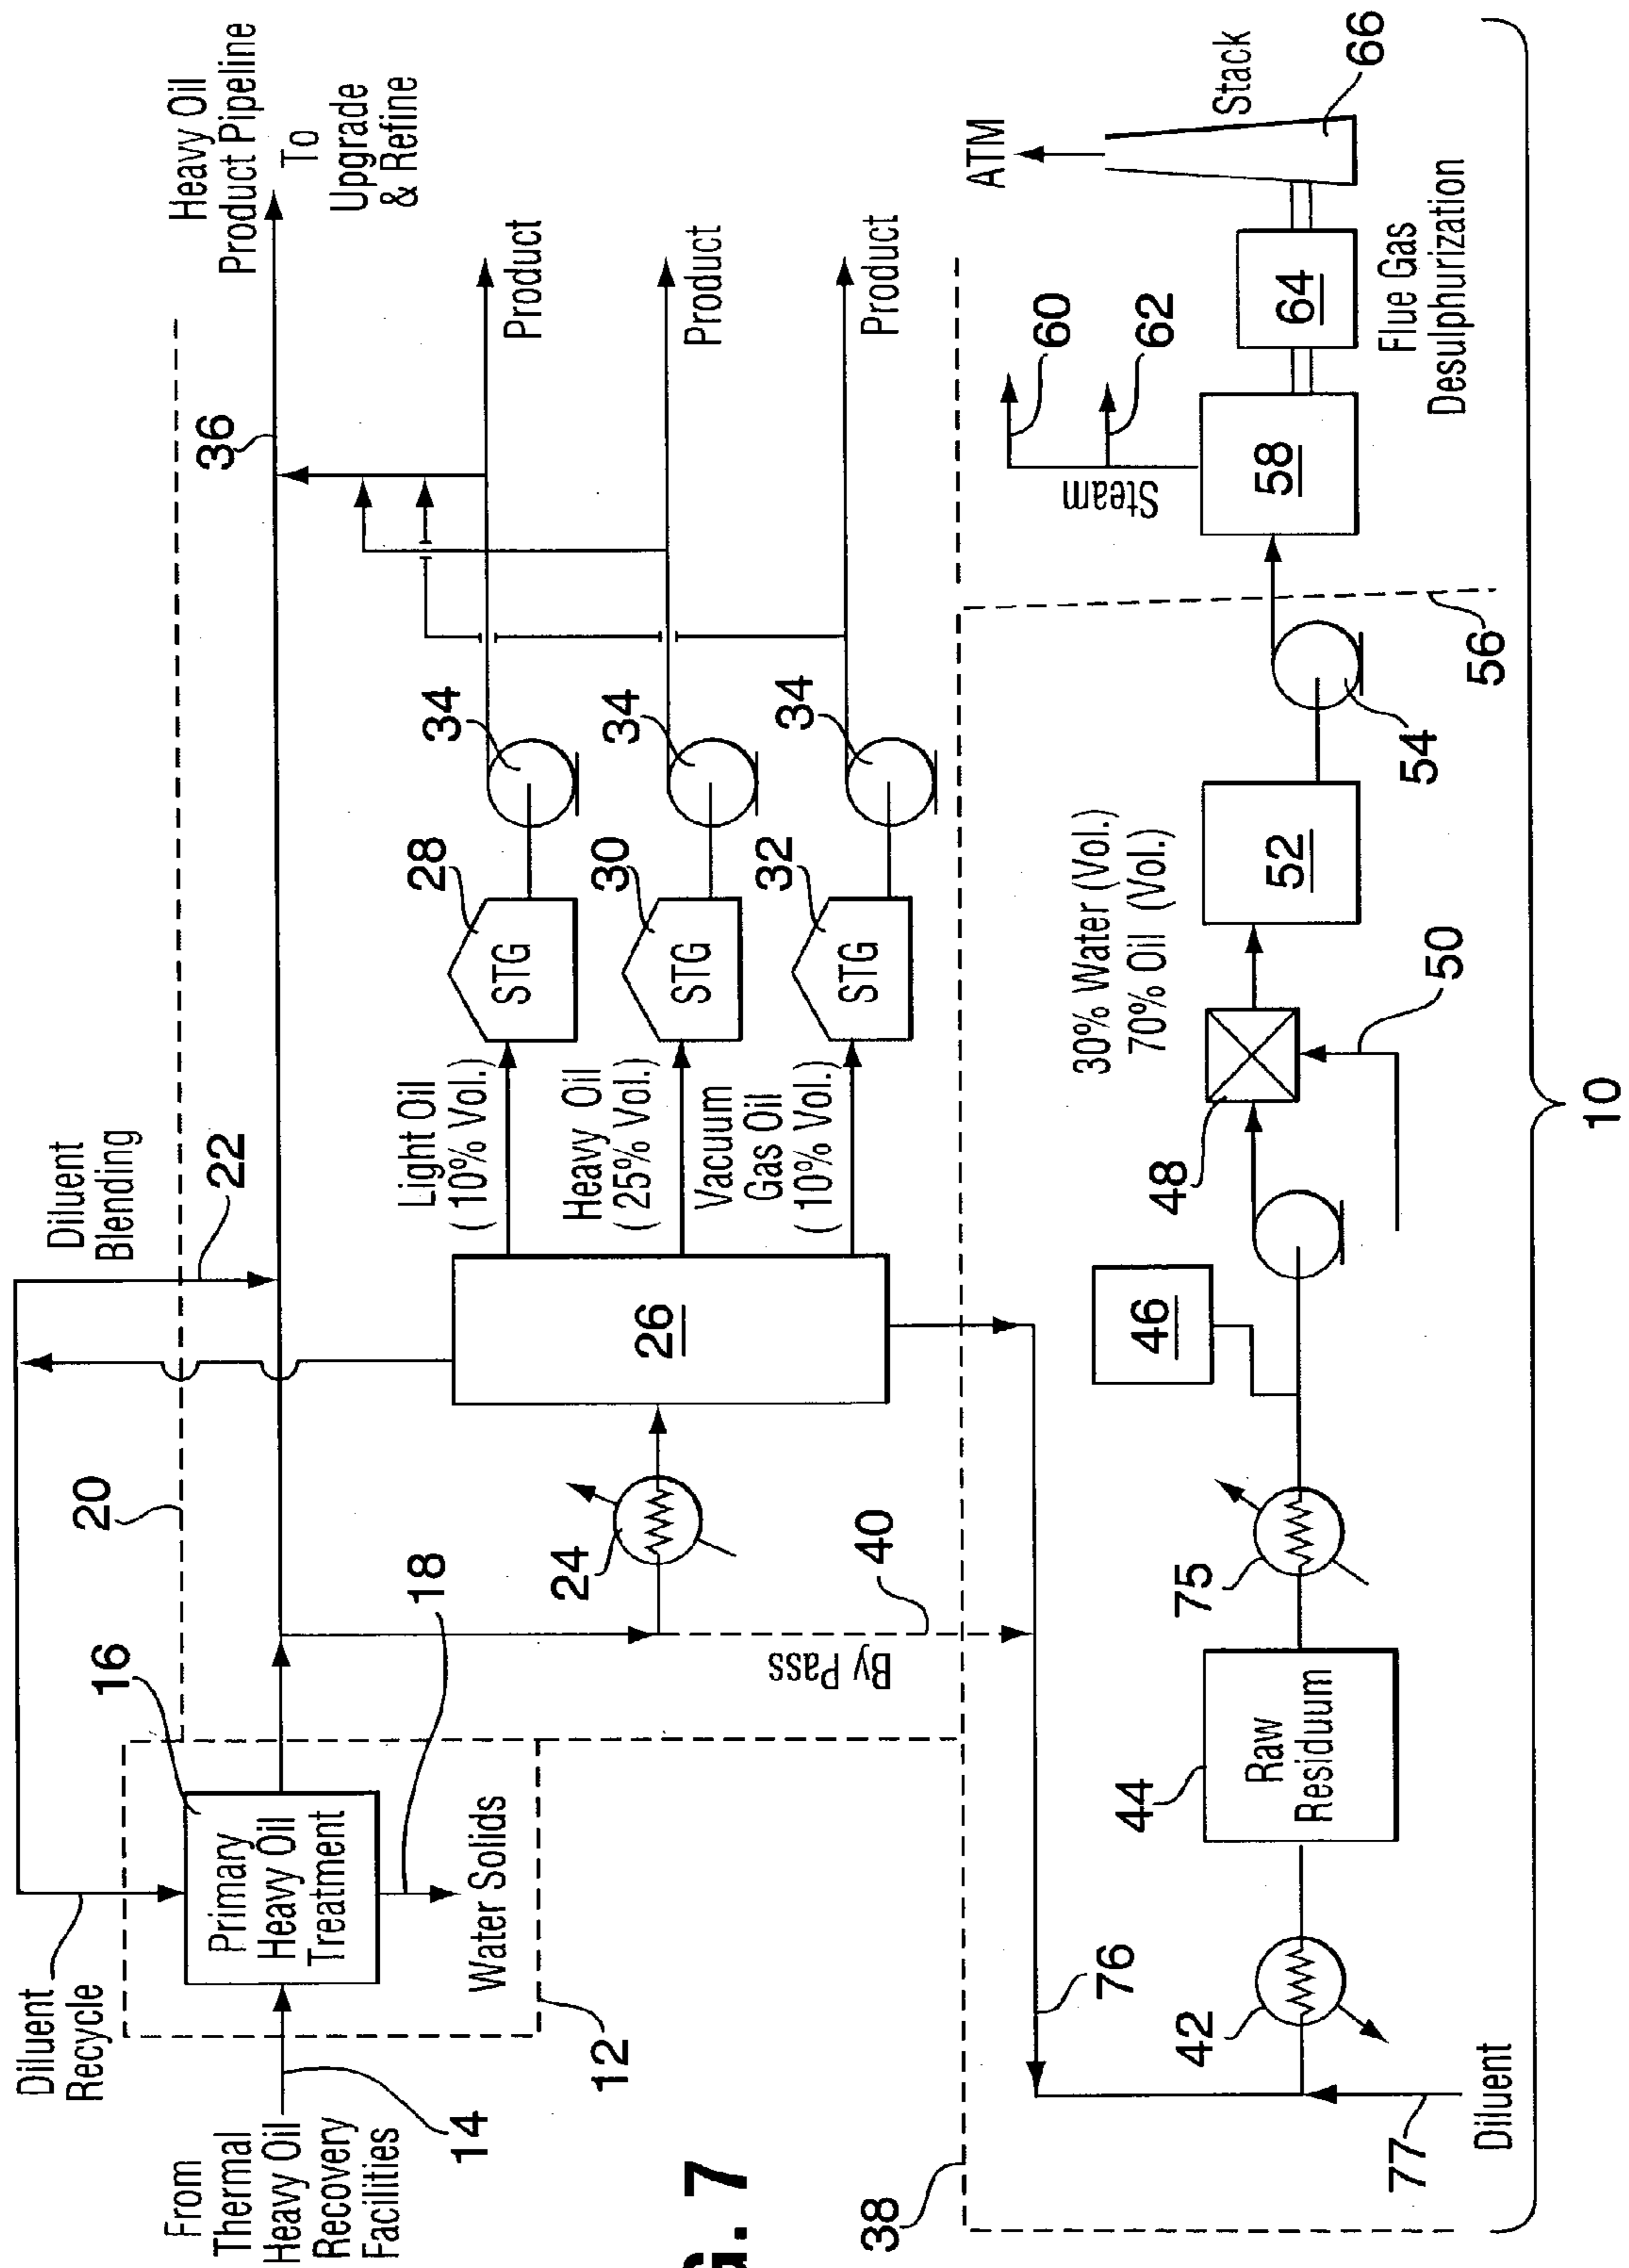 Diluent
Recycle
Diluent
Blending
22
20
From
Thermal
Heavy Oil
Recovery
Facilities
14
Primary
Heavy Oil
Treatment
16
18
Water Solids
12
36
Heavy Oil
Product Pipeline
To
Upgrade
& Refine
24
26
By Pass
40
Light Oil
(10% Vol.)
Heavy Oil
(25% Vol.)
Vacuum
Gas Oil
(10% Vol.)
28
STG
30
STG
32
STG
34
34
34
Product
Product
Product
38
76
77
Diluent
42
44
Raw
Residuum
75
46
48
50
30% Water (Vol.)
70% Oil (Vol.)
52
54
56
58
Steam
60
62
64
Flue Gas
Desulphurization
ATM
Stack
66
10
G. 7